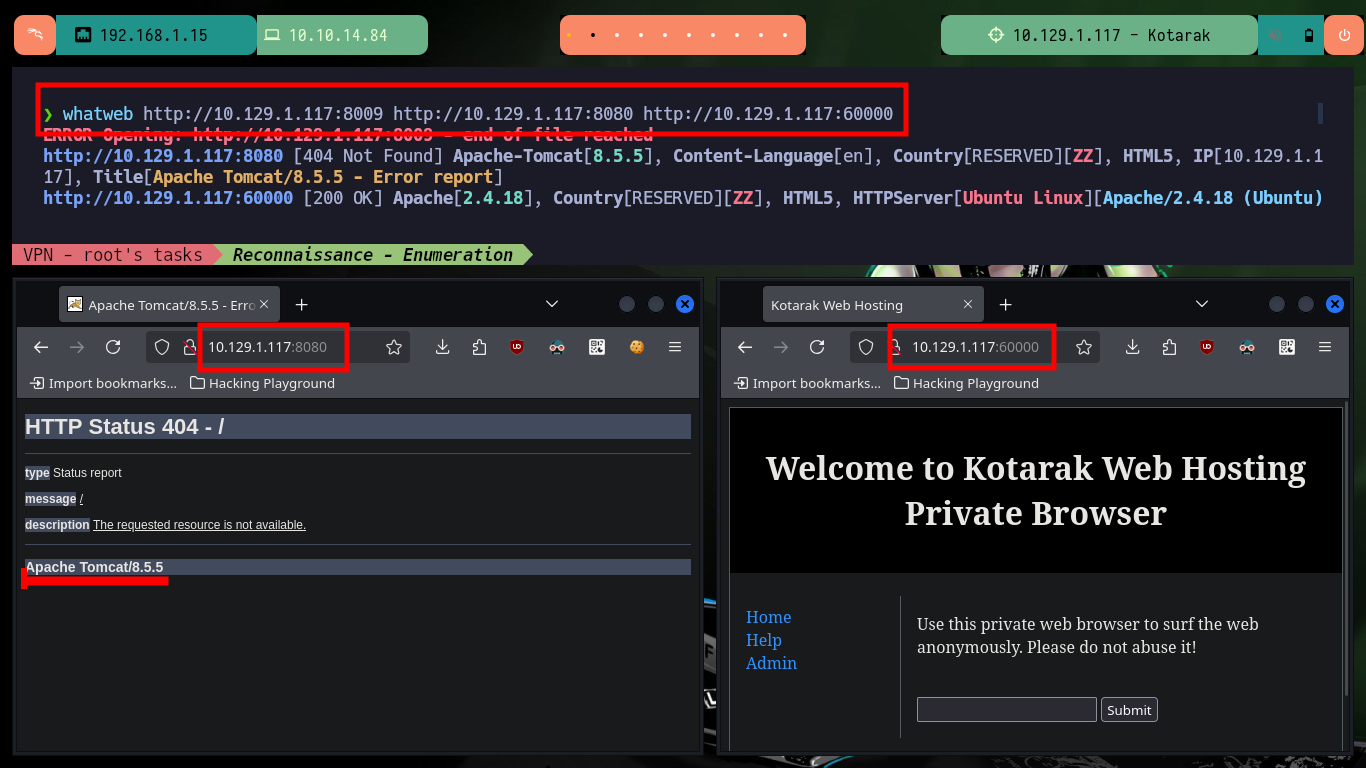 192.168.1.15
10.10.14.84
10.129.1.117 - Kotarak
❯ whatweb http://10.129.1.117:8009 http://10.129.1.117:8080 http://10.129.1.117:60000
ERROR Opening: http://10.129.1.117:8009 - end of file reached
http://10.129.1.117:8080 [404 Not Found] Apache-Tomcat[8.5.5], Content-Language[en], Country[RESERVED][ZZ], HTML5, IP[10.129.1.1
17], Title[Apache Tomcat/8.5.5 - Error report]
http://10.129.1.117:60000 [200 OK] Apache[2.4.18], Country[RESERVED][ZZ], HTML5, HTTPServer[Ubuntu Linux][Apache/2.4.18 (Ubuntu)
VPN - root's tasks
Reconnaissance - Enumeration
Apache Tomcat/8.5.5 - Erro
10.129.1.117:8080
Import bookmarks...
Hacking Playground
HTTP Status 404 - /
type Status report
message /
description The requested resource is not available.
Apache Tomcat/8.5.5
Kotarak Web Hosting
10.129.1.117:60000
Import bookmarks...
Hacking Playground
Welcome to Kotarak Web Hosting
Private Browser
Home
Help
Admin
Use this private web browser to surf the web
anonymously. Please do not abuse it!
Submit